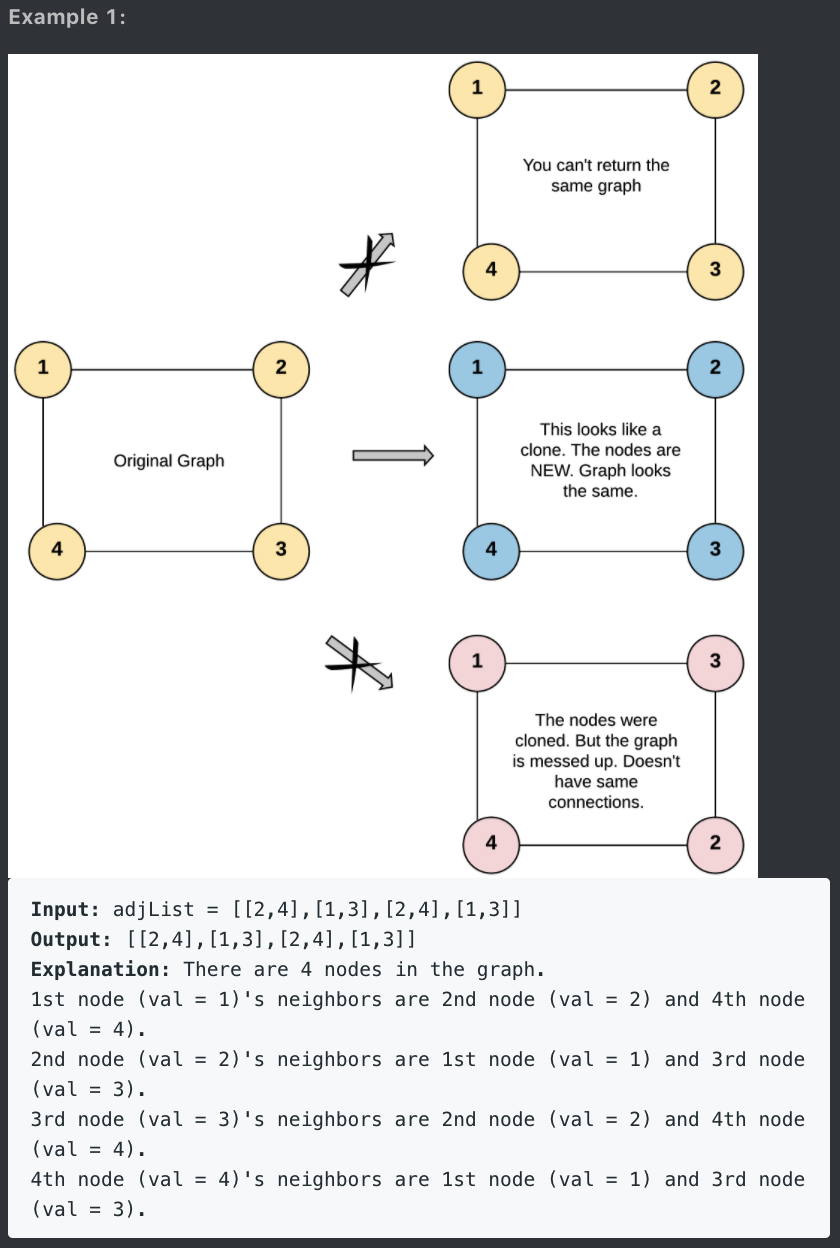 Example 1:
1
2
You can't return the
same graph
4
3
1
2
Original Graph
4
3
1
2
This looks like a
clone. The nodes are
NEW. Graph looks
the same.
4
3
1
3
The nodes were
cloned. But the graph
is messed up. Doesn't
have same
connections.
4
2
Input: adjList = [[2,4],[1,3],[2,4],[1,3]]
Output: [[2,4],[1,3],[2,4],[1,3]]
Explanation: There are 4 nodes in the graph.
1st node (val = 1)'s neighbors are 2nd node (val = 2) and 4th node
(val = 4).
2nd node (val = 2)'s neighbors are 1st node (val = 1) and 3rd node
(val = 3).
3rd node (val = 3)'s neighbors are 2nd node (val = 2) and 4th node
(val = 4).
4th node (val = 4)'s neighbors are 1st node (val = 1) and 3rd node
(val = 3).